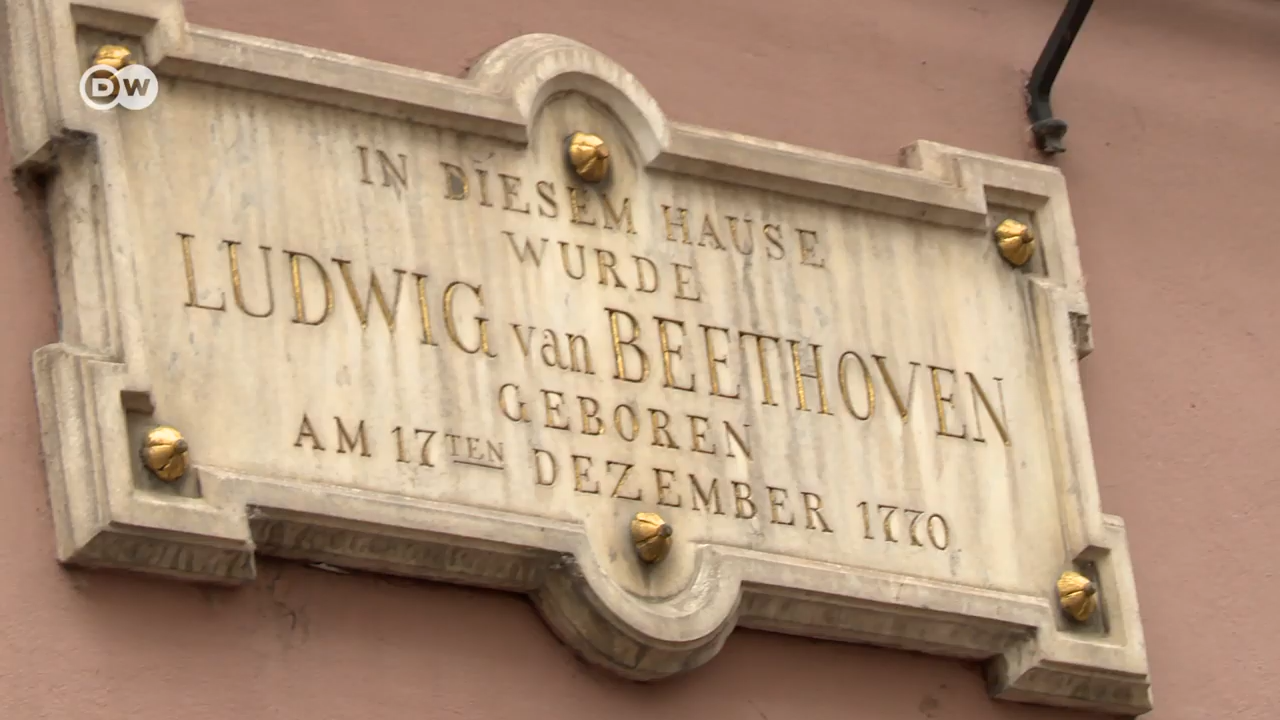 DW
IN DIESEM HAUSE
WURDE
LUDWIG van BEETHOVEN
GEBOREN
AM 17TEN DEZEMBER 1770